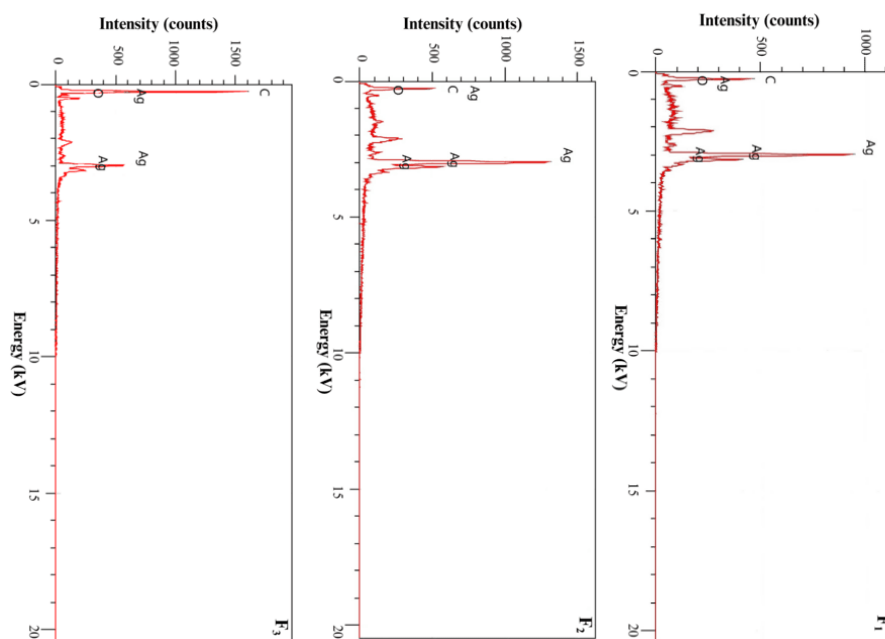 Intensity (counts)
0
500
1000
1500
C
Ag
O
Ag
Ag
0
5
10
15
20
Energy (kV)
F3
Intensity (counts)
0
500
1000
1500
Ag
C
O
Ag
Ag
Ag
0
5
10
15
20
Energy (kV)
F2
Intensity (counts)
0
500
1000
C
Ag
O
Ag
Ag
Ag
0
5
10
15
20
Energy (kV)
F1